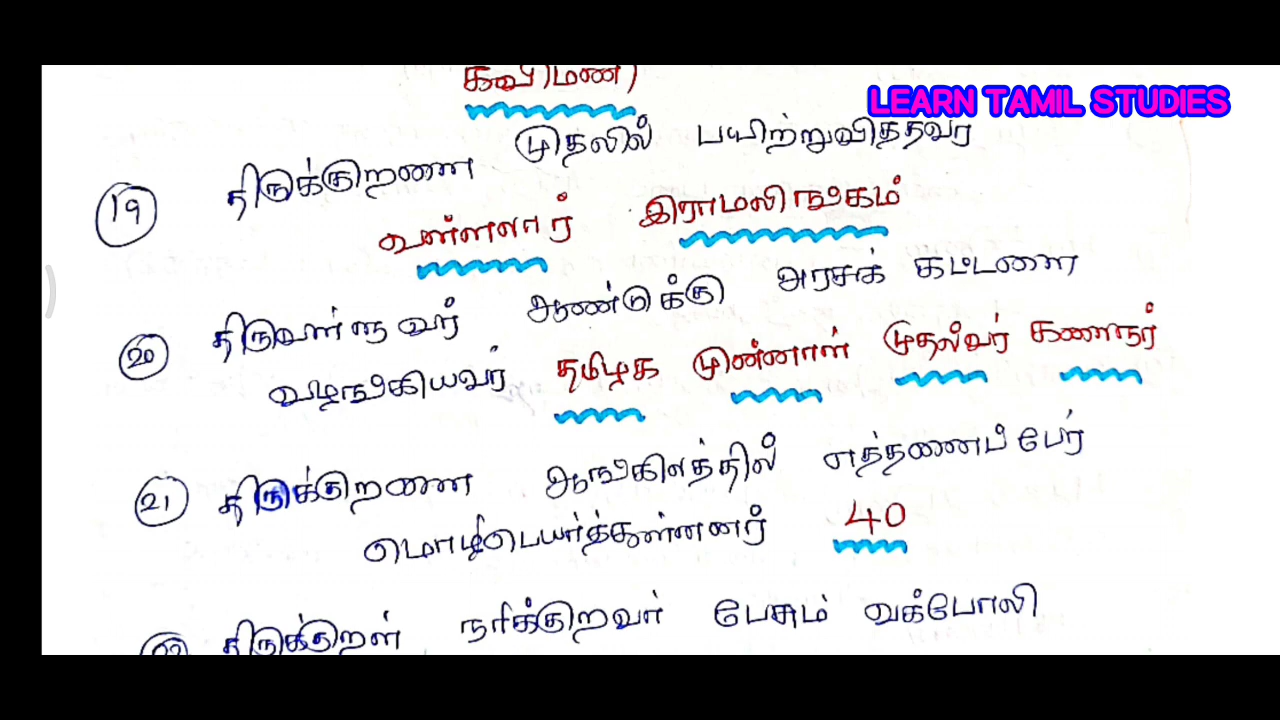 கவிமணி
LEARN TAMIL STUDIES
19 திருக்குறளை முதலில் பயிற்றுவித்தவர்
வள்ளலார் இராமலிங்கம்
20 திருவள்ளுவர் ஆண்டுக்கு அரசுக் கட்டளை
வழங்கியவர் தமிழக முன்னாள் முதல்வர் கலைஞர்
21 திருக்குறளை ஆங்கிலத்தில் எத்தனைப் பேர்
மொழிபெயர்த்துள்ளனர் 40
திருக்குறள் நரிக்குறவர் பேசும் வக்போலி